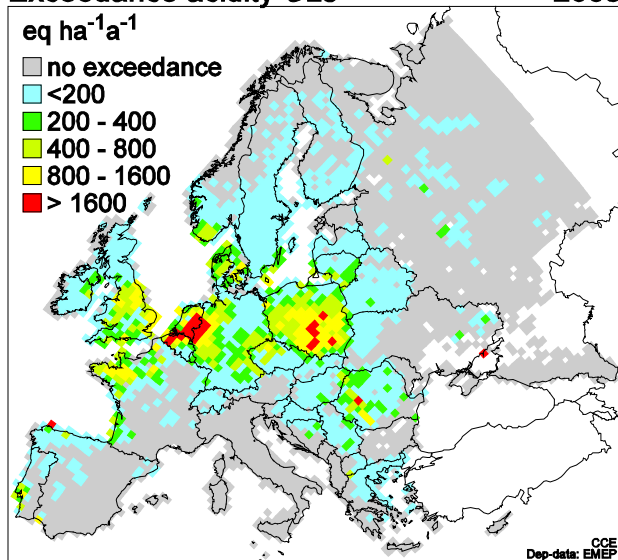 eq ha⁻¹a⁻¹
no exceedance
<200
200 - 400
400 - 800
800 - 1600
> 1600
CCE
Dep-data: EMEP